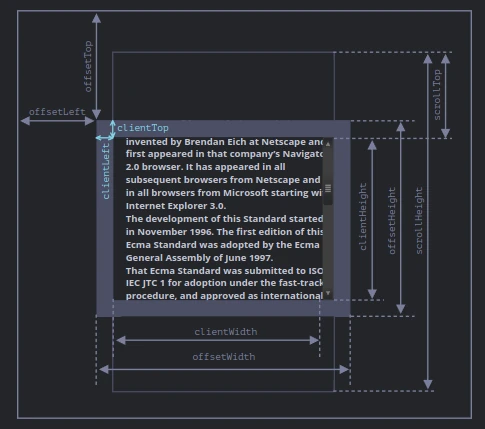 offsetTop
offsetLeft
clientTop
clientLeft
invented by Brendan Eich at Netscape and
first appeared in that company's Navigato
2.0 browser. It has appeared in all
subsequent browsers from Netscape and
in all browsers from Microsoft starting wi
Internet Explorer 3.0.
The development of this Standard started
in November 1996. The first edition of this
Ecma Standard was adopted by the Ecma
General Assembly of June 1997.
That Ecma Standard was submitted to ISO
IEC JTC 1 for adoption under the fast-track
procedure, and approved as international
scrollTop
clientHeight
offsetHeight
scrollHeight
clientWidth
offsetWidth